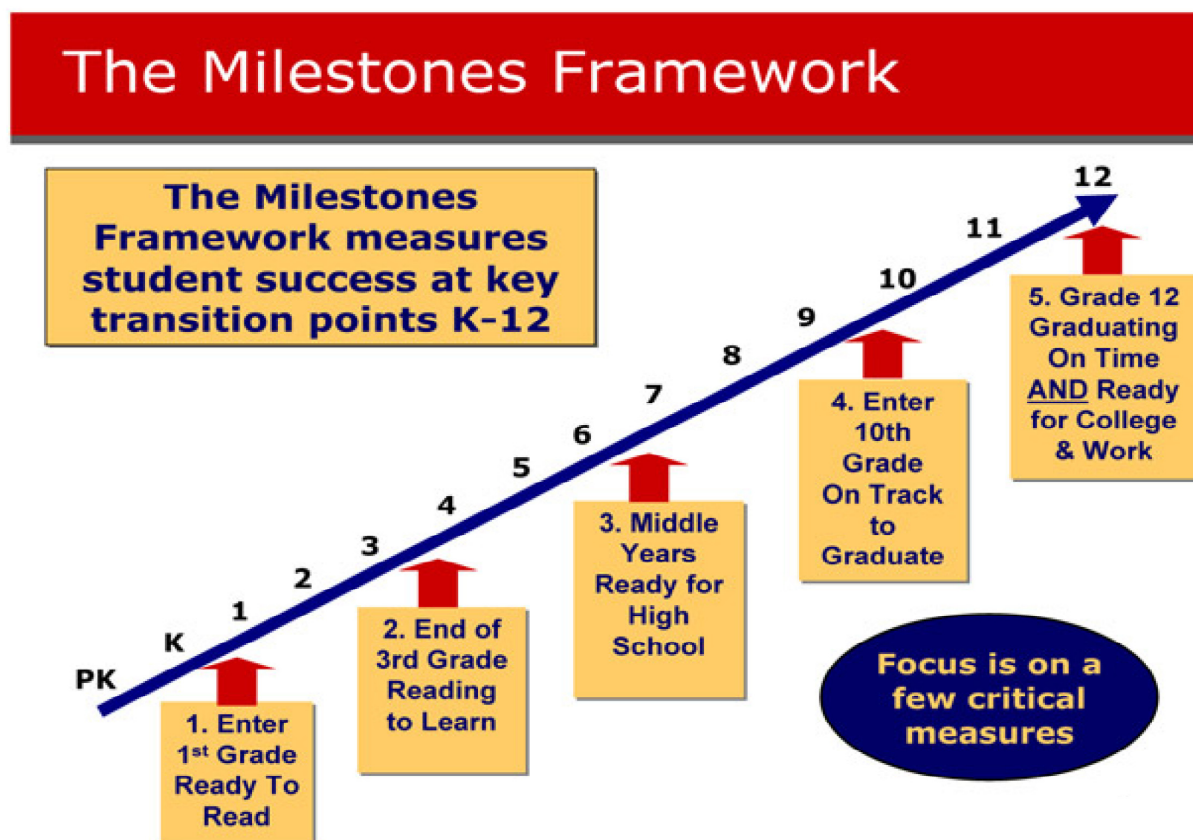 The Milestones Framework
The Milestones
Framework measures
student success at key
transition points K-12
PK
K
1
2
3
4
5
6
7
8
9
10
11
12
1. Enter
1st Grade
Ready To
Read
2. End of
3rd Grade
Reading
to Learn
3. Middle
Years
Ready for
High
School
4. Enter
10th
Grade
On Track
to
Graduate
5. Grade 12
Graduating
On Time
AND Ready
for College
& Work
Focus is on a
few critical
measures